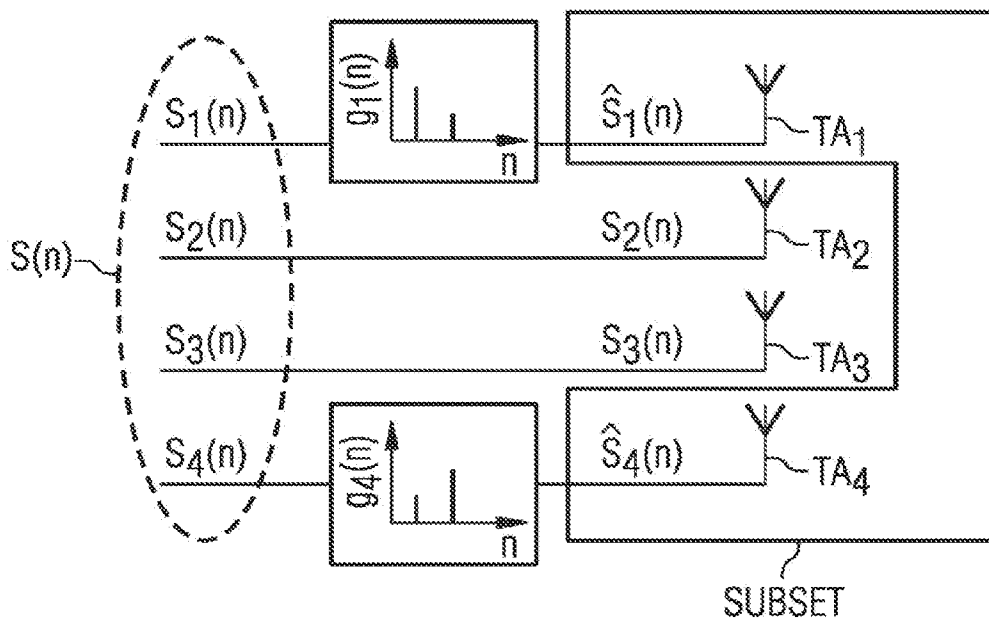 S(n)
S₁(n)
g₁(n)
n
Ŝ₁(n)
TA₁
S₂(n)
S₂(n)
TA₂
S₃(n)
S₃(n)
TA₃
S₄(n)
g₄(n)
n
Ŝ₄(n)
TA₄
SUBSET